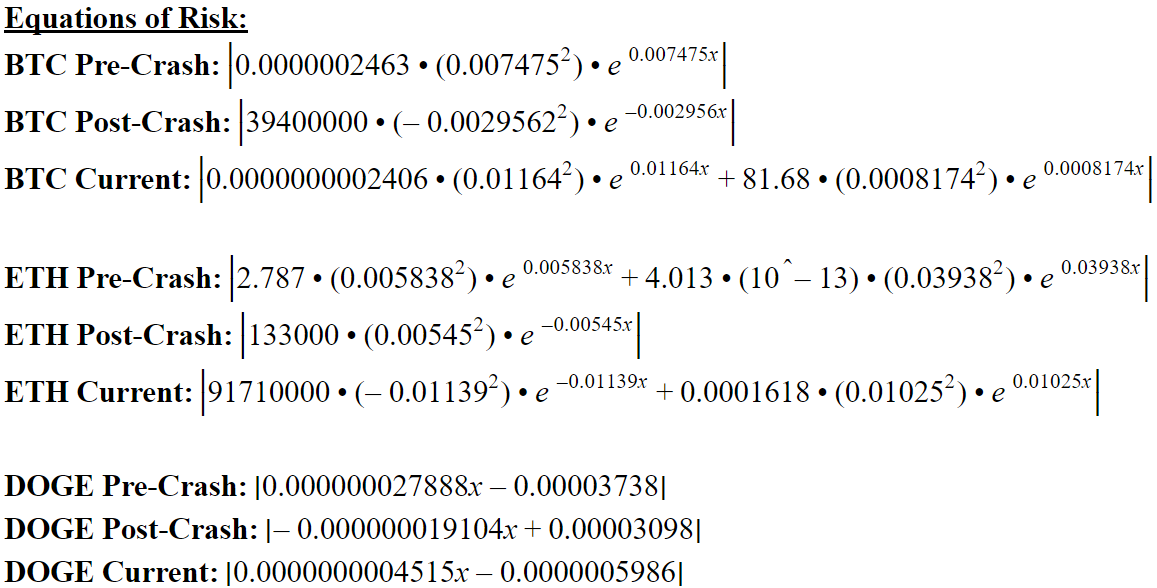 Equations of Risk:
BTC Pre-Crash: |0.0000002463 • (0.007475²) • e^0.007475x|
BTC Post-Crash: |39400000 • (– 0.0029562²) • e^–0.002956x|
BTC Current: |0.0000000002406 • (0.01164²) • e^0.01164x + 81.68 • (0.0008174²) • e^0.0008174x|
ETH Pre-Crash: |2.787 • (0.005838²) • e^0.005838x + 4.013 • (10^– 13) • (0.03938²) • e^0.03938x|
ETH Post-Crash: |133000 • (0.00545²) • e^–0.00545x|
ETH Current: |91710000 • (– 0.01139²) • e^–0.01139x + 0.0001618 • (0.01025²) • e^0.01025x|
DOGE Pre-Crash: |0.000000027888x – 0.00003738|
DOGE Post-Crash: |– 0.000000019104x + 0.00003098|
DOGE Current: |0.0000000004515x – 0.0000005986|